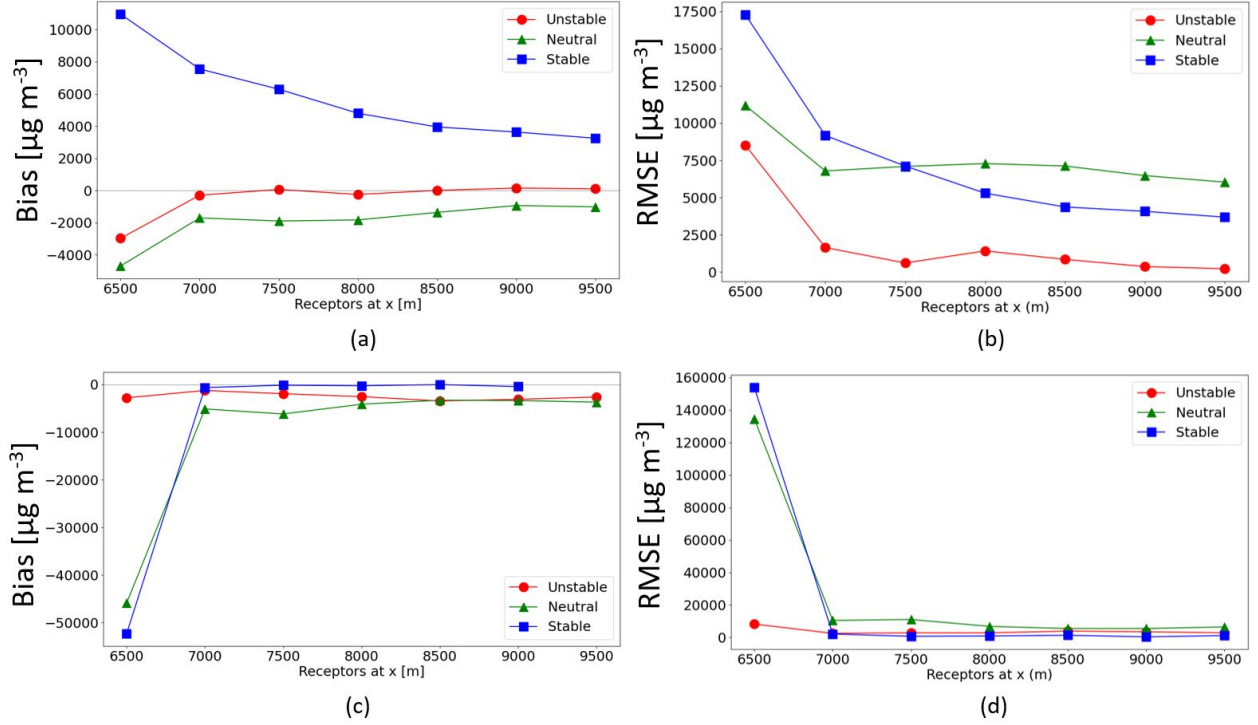 Bias [µg m⁻³]
10000
8000
6000
4000
2000
0
−2000
−4000
Unstable
Neutral
Stable
6500 7000 7500 8000 8500 9000 9500
Receptors at x [m]
(a)
RMSE [µg m⁻³]
17500
15000
12500
10000
7500
5000
2500
0
Unstable
Neutral
Stable
6500 7000 7500 8000 8500 9000 9500
Receptors at x (m)
(b)
Bias [µg m⁻³]
0
−10000
−20000
−30000
−40000
−50000
Unstable
Neutral
Stable
6500 7000 7500 8000 8500 9000 9500
Receptors at x [m]
(c)
RMSE [µg m⁻³]
160000
140000
120000
100000
80000
60000
40000
20000
0
Unstable
Neutral
Stable
6500 7000 7500 8000 8500 9000 9500
Receptors at x (m)
(d)